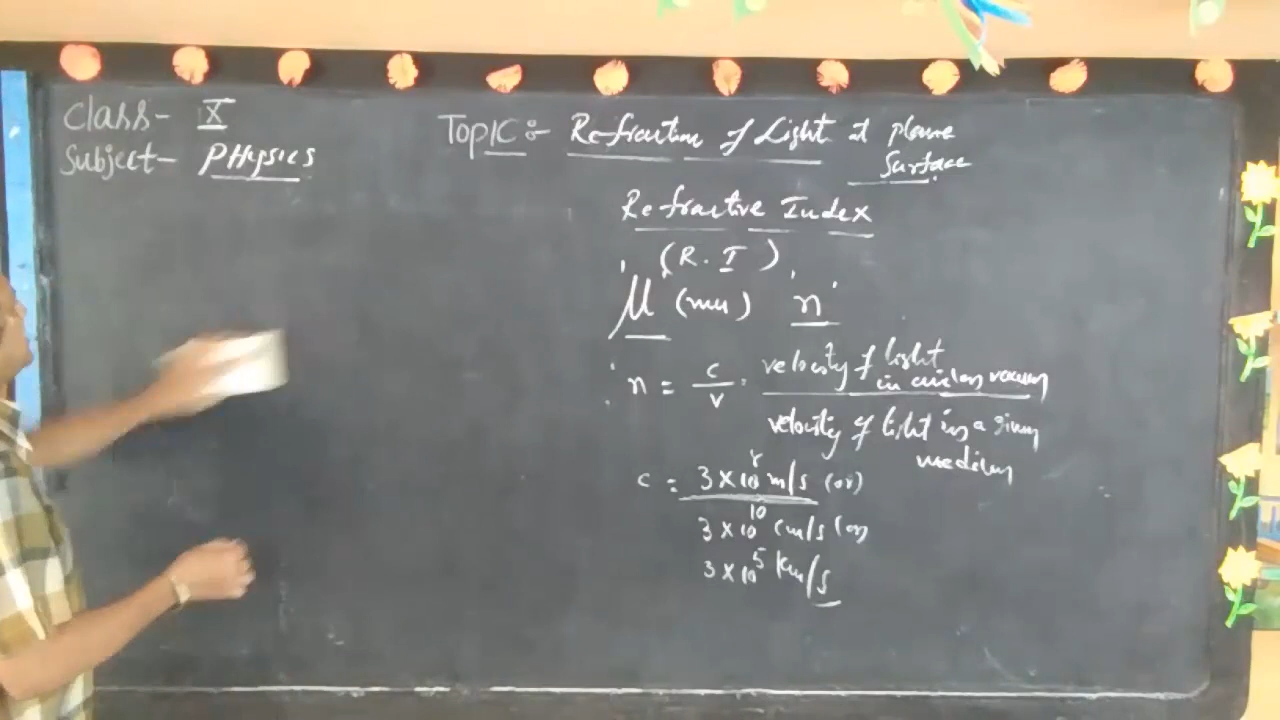 Class- X
Subject- PHysics
TOPIC:- Refraction of Light at plane
Surface
Refractive Index
(R.I)
μ (mu) 'n'
n = c/v = velocity of light in air (or) vacuum / velocity of light in a given medium
c = 3×10⁸ m/s (or)
3×10¹⁰ cm/s (or)
3×10⁵ km/s